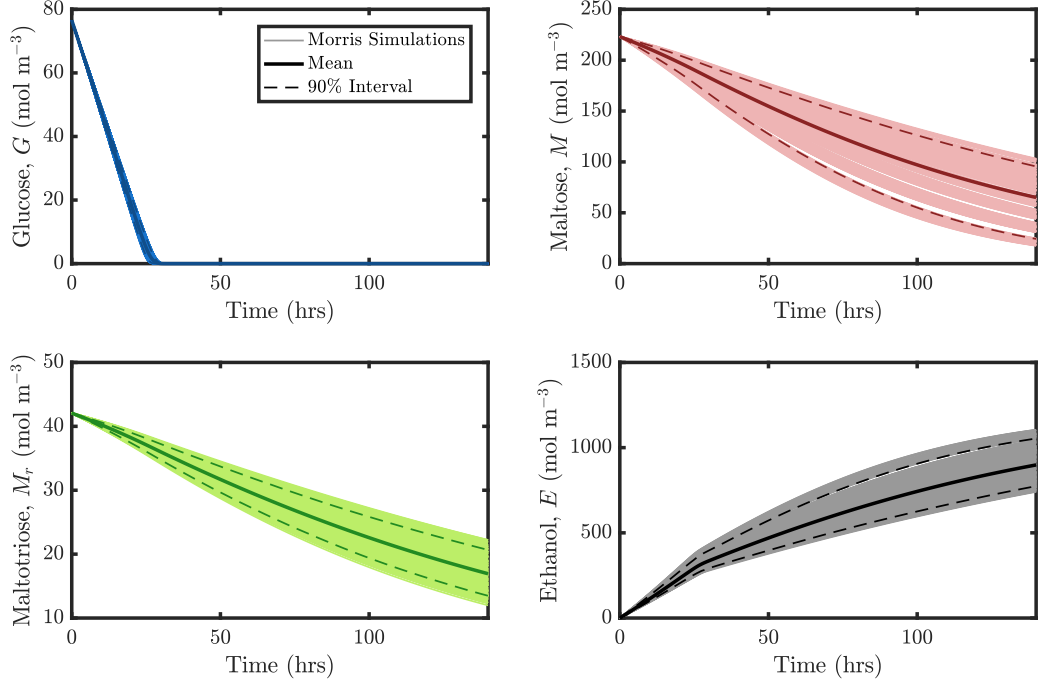 80
60
40
20
0
Glucose, G (mol m⁻³)
Morris Simulations
Mean
90% Interval
0 50 100
Time (hrs)
250
200
150
100
50
0
Maltose, M (mol m⁻³)
0 50 100
Time (hrs)
50
40
30
20
10
Maltotriose, Mᵣ (mol m⁻³)
0 50 100
Time (hrs)
1500
1000
500
0
Ethanol, E (mol m⁻³)
0 50 100
Time (hrs)